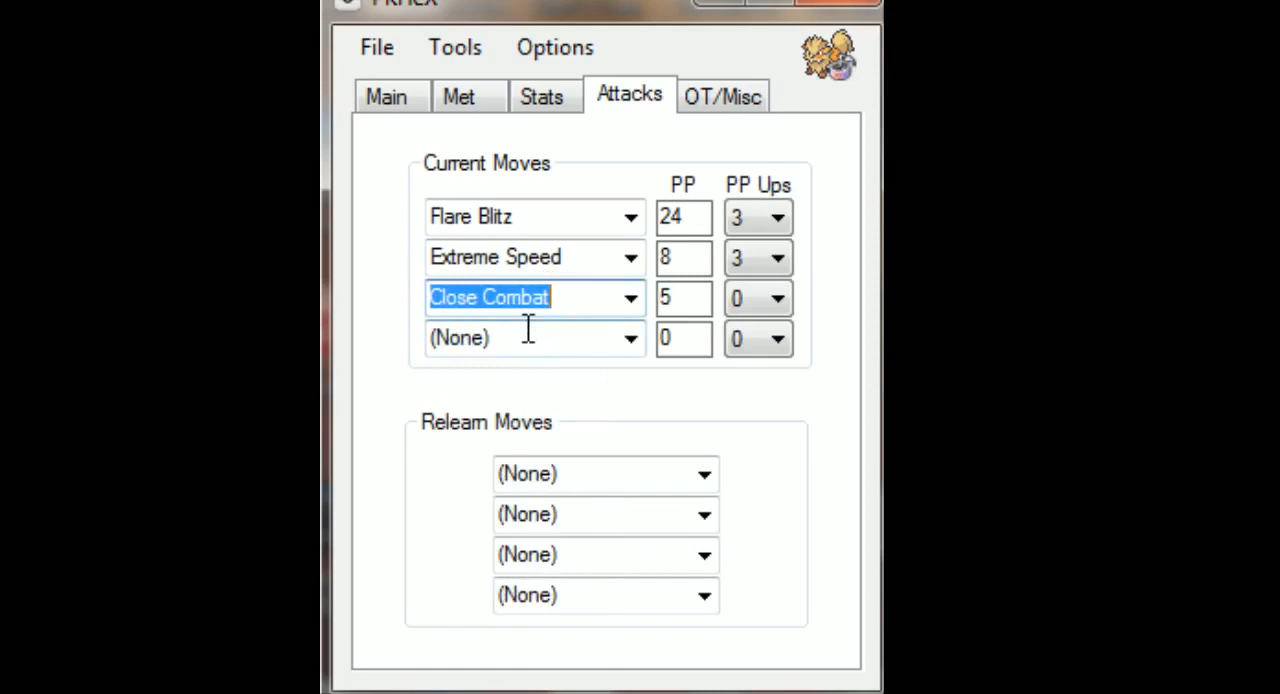 PKHeX
File Tools Options
Main Met Stats Attacks OT/Misc
Current Moves
PP PP Ups
Flare Blitz 24 3
Extreme Speed 8 3
Close Combat 5 0
(None) 0 0
Relearn Moves
(None)
(None)
(None)
(None)